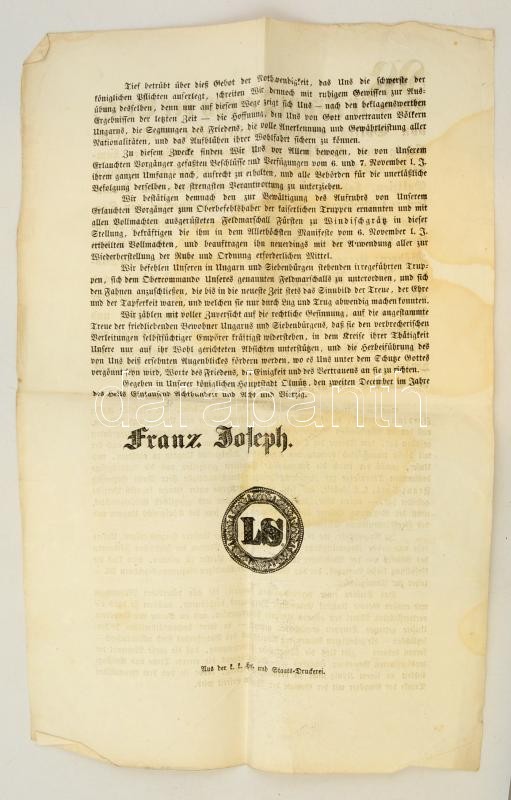 Tief betrübt über dieß Gebot der Nothwendigkeit, das Uns die schwerste der
königlichen Pflichten auferlegt, schreiten Wir dennoch mit ruhigem Gewissen zur Aus-
übung desselben, denn nur auf diesem Wege zeigt sich Uns — nach den beklagenswerthen
Ergebnissen der letzten Zeit — die Hoffnung, den Uns von Gott anvertrauten Völkern
Ungarns, die Segnungen des Friedens, die volle Anerkennung und Gewährleistung aller
Nationalitäten, und das Aufblühen ihrer Wohlfahrt sichern zu können.
Zu diesem Zwecke finden Wir Uns vor Allem bewogen, die von Unserem
Erlauchten Vorgänger gefaßten Beschlüsse und Verfügungen vom 6. und 7. November l. J.
ihrem ganzen Umfange nach, aufrecht zu erhalten, und alle Behörden für die unerläßliche
Befolgung derselben, der strengsten Verantwortung zu unterziehen.
Wir bestätigen demnach den zur Bewältigung des Aufruhrs von Unserem
Erlauchten Vorgänger zum Oberbefehlshaber der kaiserlichen Truppen ernannten und mit
allen Vollmachten ausgerüsteten Feldmarschall Fürsten zu Windischgrätz in dieser
Stellung, bekräftigen die ihm in dem Allerhöchsten Manifeste vom 6. November l. J.
ertheilten Vollmachten, und beauftragen ihn neuerdings mit der Anwendung aller zur
Wiederherstellung der Ruhe und Ordnung erforderlichen Mittel.
Wir befehlen Unseren in Ungarn und Siebenbürgen stehenden irregeführten Trup-
pen, sich dem Obercommando Unseres genannten Feldmarschalls zu unterordnen, und sich
den Fahnen anzuschließen, die bis in die neueste Zeit stets das Sinnbild der Treue, der Ehre
und der Tapferkeit waren, und welchen sie nur durch Lug und Trug abwendig machen konnten.
Wir zählen mit voller Zuversicht auf die rechtliche Gesinnung, auf die angestammte
Treue der friedliebenden Bewohner Ungarns und Siebenbürgens, daß sie den verbrecherischen
Verleitungen selbstsüchtiger Empörer kräftigst widerstehen, in dem Kreise ihrer Thätigkeit
Unsere nur auf ihr Wohl gerichteten Absichten unterstützen, und die Herbeiführung des
von Uns heiß ersehnten Augenblickes fördern werden, wo es Uns unter dem Schutze Gottes
vergönnt seyn wird, Worte des Friedens, der Einigkeit und des Vertrauens an sie zu richten.—
Gegeben in Unserer königlichen Hauptstadt Olmütz, den zweiten December im Jahre
des Heils Eintausend Achthundert und Acht und Vierzig.
darabanth
Franz Joseph.
LS
Aus der k. k. Hof- und Staats-Druckerei.